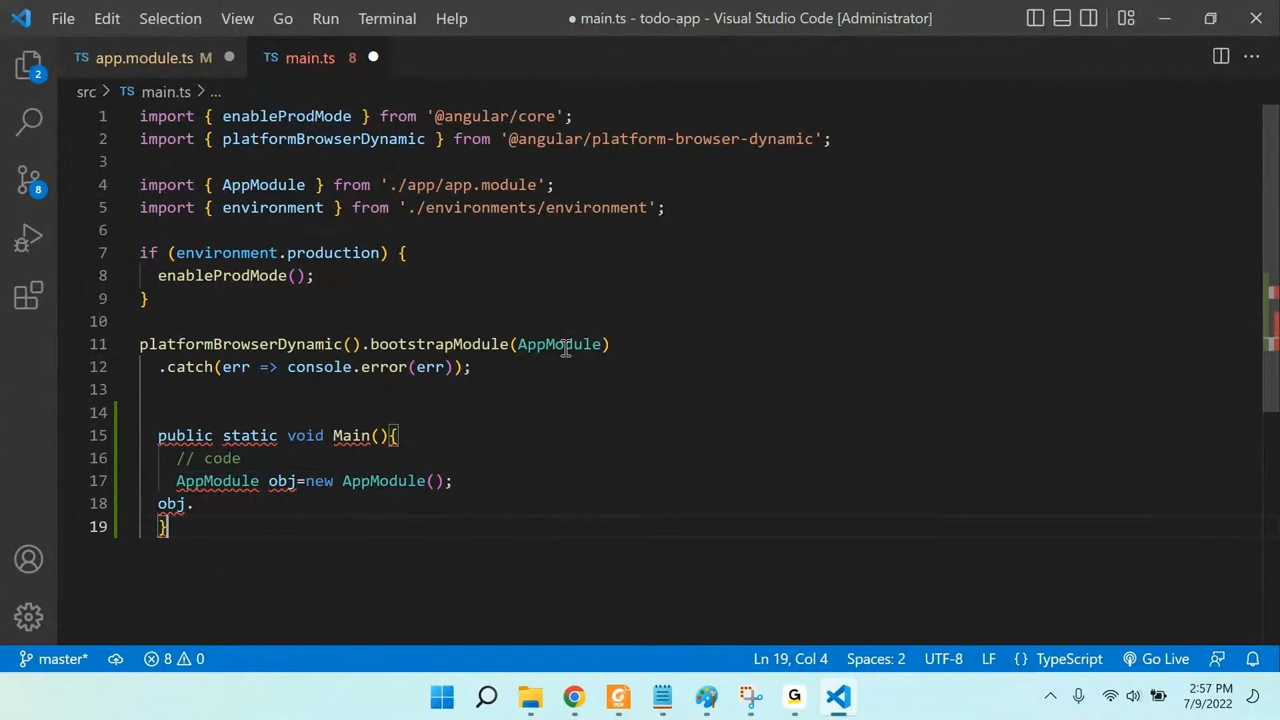 File Edit Selection View Go Run Terminal Help ● main.ts - todo-app - Visual Studio Code [Administrator]
TS app.module.ts M TS main.ts 8
src > TS main.ts > ...
1 import { enableProdMode } from '@angular/core';
2 import { platformBrowserDynamic } from '@angular/platform-browser-dynamic';
3
4 import { AppModule } from './app/app.module';
5 import { environment } from './environments/environment';
6
7 if (environment.production) {
8 enableProdMode();
9 }
10
11 platformBrowserDynamic().bootstrapModule(AppModule)
12 .catch(err => console.error(err));
13
14
15 public static void Main(){
16 // code
17 AppModule obj=new AppModule();
18 obj.
19 }
2
8
master* 8 0 Ln 19, Col 4 Spaces: 2 UTF-8 LF {} TypeScript Go Live
G 2:57 PM
7/9/2022